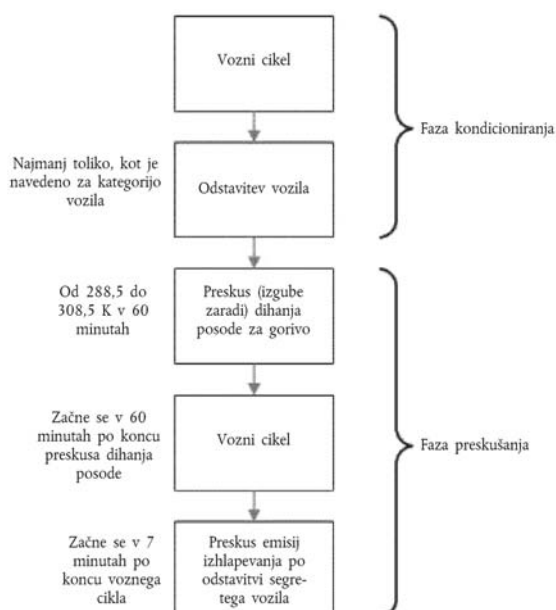 Vozni cikel
Faza kondicioniranja
Najmanj toliko, kot je
navedeno za kategorijo
vozila
Odstavitev vozila
Od 288,5 do
308,5 K v 60
minutah
Preskus (izgube
zaradi) dihanja
posode za gorivo
Začne se v 60
minutah po koncu
preskusa dihanja
posode
Vozni cikel
Faza preskušanja
Začne se v 7
minutah po
koncu voznega
cikla
Preskus emisij
izhlapevanja po
odstavitvi segre-
tega vozila